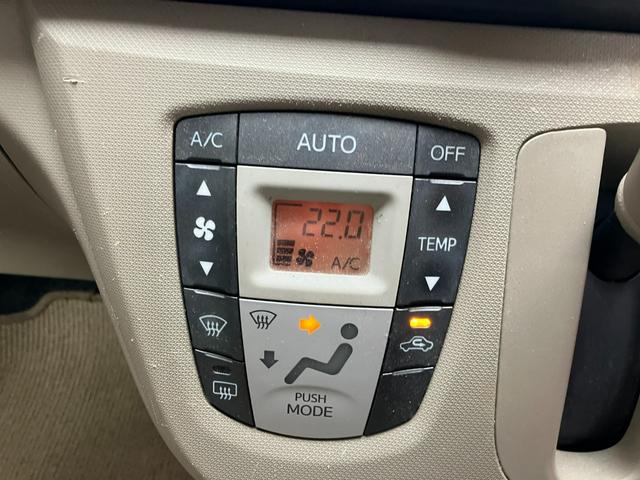 A/C
AUTO
OFF
22.0
A/C
TEMP
PUSH
MODE